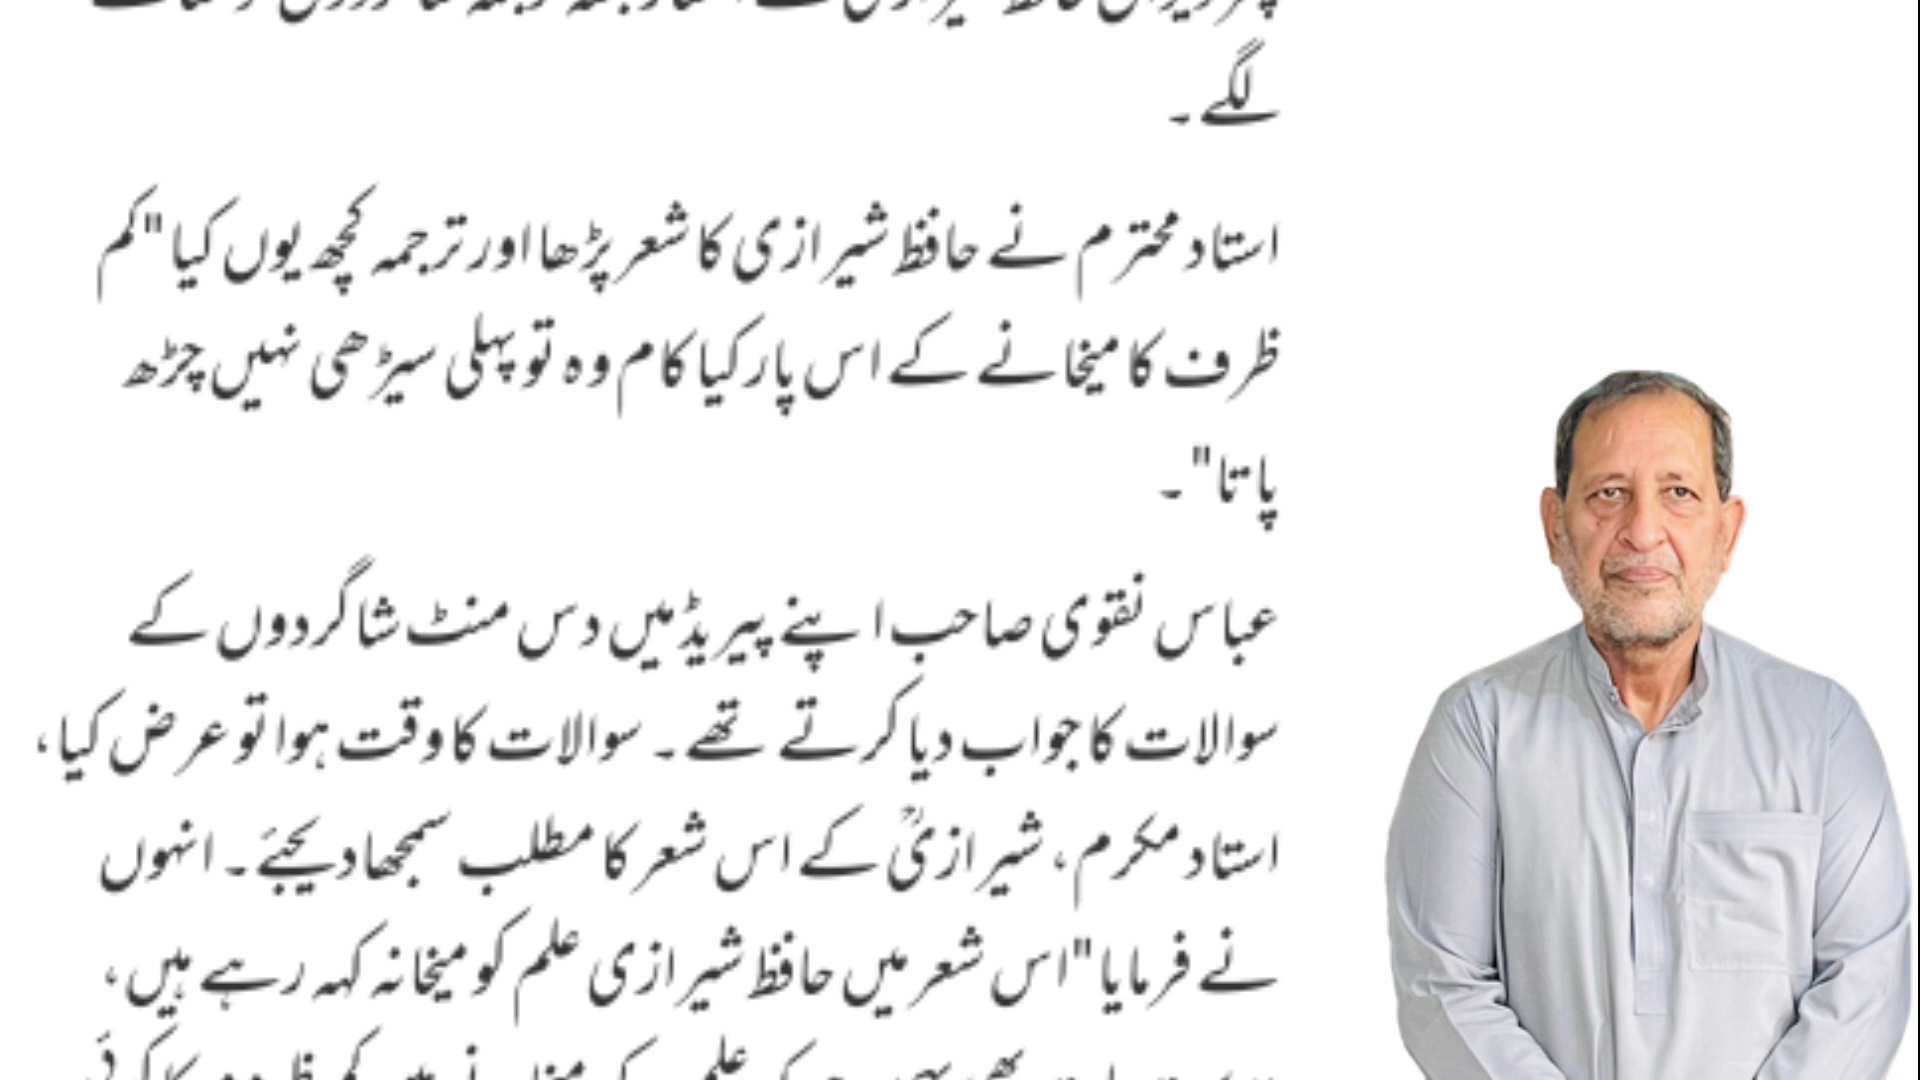 لگے۔
استاد محترم نے حافظ شیرازی کا شعر پڑھا اور ترجمہ کچھ یوں کیا "کم
ظرف کا میخانے کے اس پار کیا کام وہ تو پہلی سیڑھی نہیں چڑھ
پاتا"۔
عباس نقوی صاحب اپنے پیریڈ میں دس منٹ شاگردوں کے
سوالات کا جواب دیا کرتے تھے۔ سوالات کا وقت ہوا تو عرض کیا،
استاد مکرم، شیرازیؒ کے اس شعر کا مطلب سمجھا دیجئے۔ انہوں
نے فرمایا "اس شعر میں حافظ شیرازی علم کو میخانہ کہہ رہے ہیں،